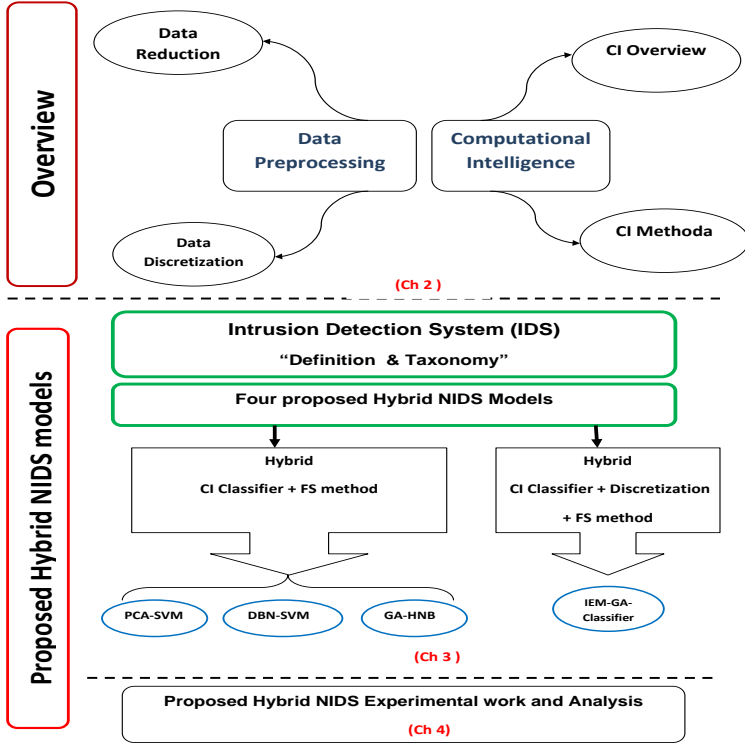 Overview
Data
Reduction
CI Overview
Data
Preprocessing
Computational
Intelligence
Data
Discretization
CI Methoda
(Ch 2 )
Proposed Hybrid NIDS models
Intrusion Detection System (IDS)
“Definition & Taxonomy”
Four proposed Hybrid NIDS Models
Hybrid
CI Classifier + FS method
Hybrid
CI Classifier + Discretization
+ FS method
PCA-SVM
DBN-SVM
GA-HNB
IEM-GA-
Classifier
(Ch 3 )
Proposed Hybrid NIDS Experimental work and Analysis
(Ch 4)